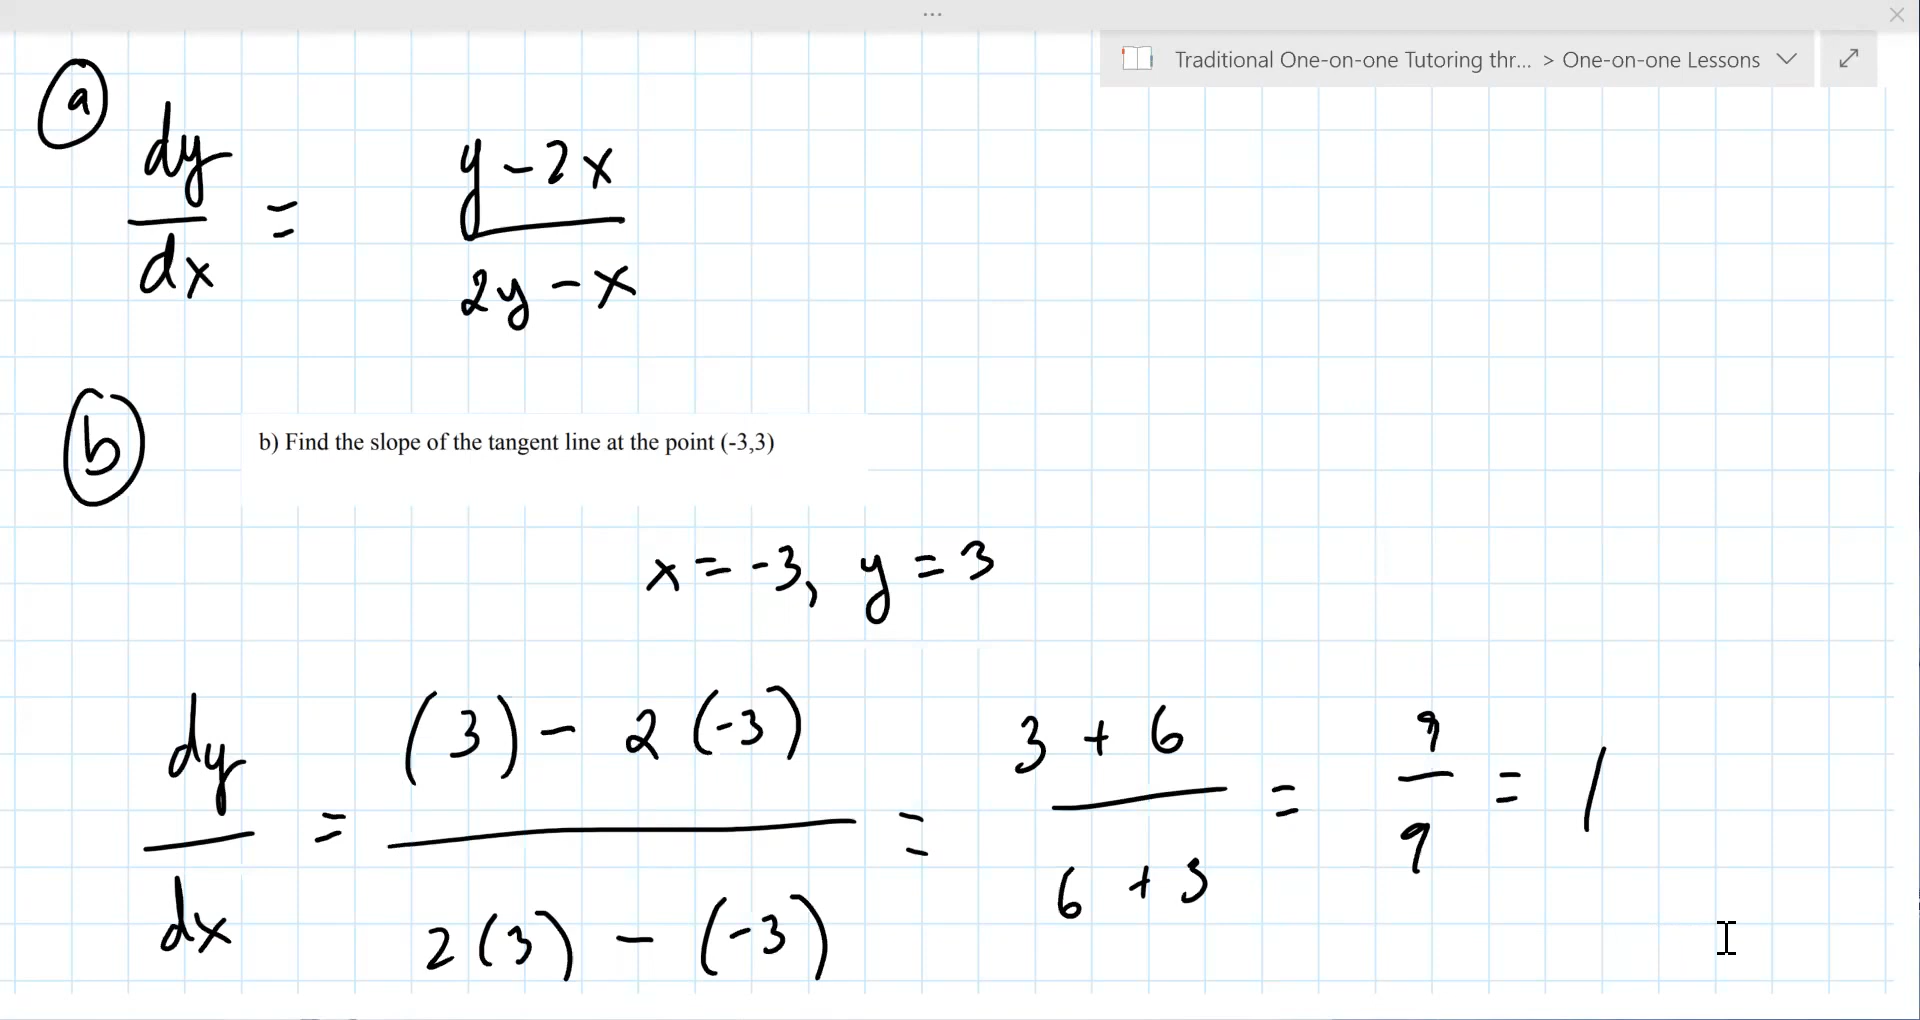 ...
Traditional One-on-one Tutoring thr... > One-on-one Lessons
a
dy/dx = (y - 2x)/(2y - x)
b
b) Find the slope of the tangent line at the point (-3,3)
x = -3, y = 3
dy/dx = ((3) - 2(-3))/(2(3) - (-3)) = (3 + 6)/(6 + 3) = 9/9 = 1